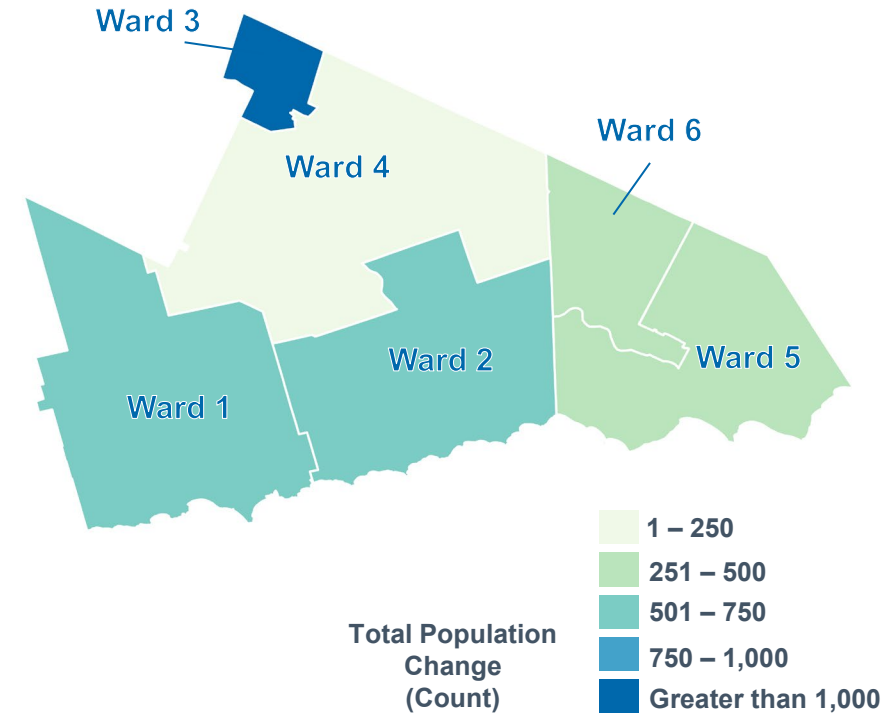 Ward 3
Ward 6
Ward 4
Ward 5
Ward 2
Ward 1
1 – 250
251 – 500
501 – 750
750 – 1,000
Greater than 1,000
Total Population
Change
(Count)